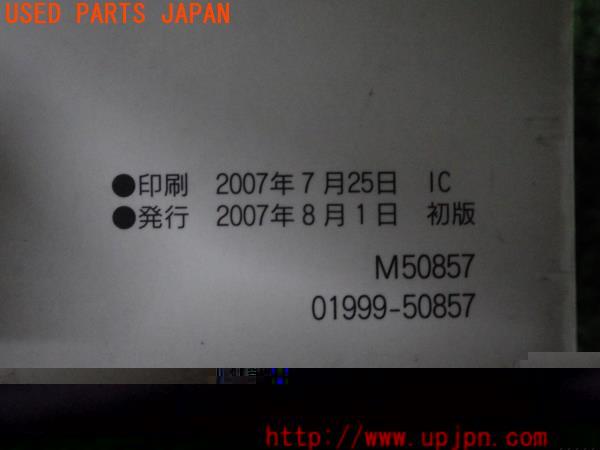 USED PARTS JAPAN
●印刷 2007年7月25日 IC
●発行 2007年8月1日 初版
M50857
01999-50857
http://www.upjpn.com/